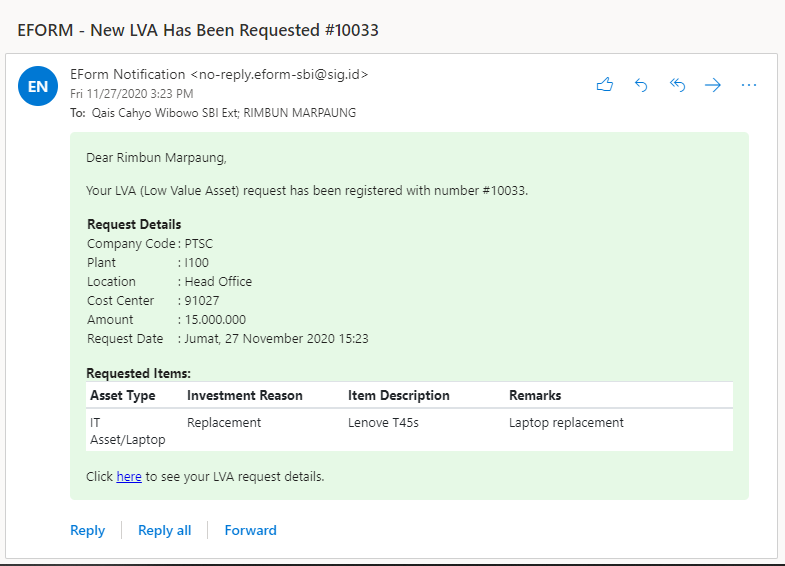 EFORM - New LVA Has Been Requested #10033
EN
EForm Notification <no-reply.eform-sbi@sig.id>
Fri 11/27/2020 3:23 PM
To: Qais Cahyo Wibowo SBI Ext; RIMBUN MARPAUNG
Dear Rimbun Marpaung,
Your LVA (Low Value Asset) request has been registered with number #10033.
Request Details
Company Code : PTSC
Plant : I100
Location : Head Office
Cost Center : 91027
Amount : 15.000.000
Request Date : Jumat, 27 November 2020 15:23
Requested Items:
Asset Type Investment Reason Item Description Remarks
IT Replacement Lenove T45s Laptop replacement
Asset/Laptop
Click here to see your LVA request details.
Reply Reply all Forward